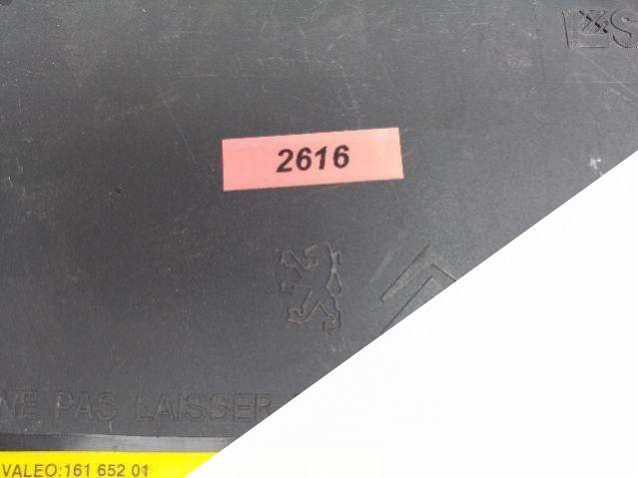 2616
NE PAS LAISSER
VALEO:161 652 01